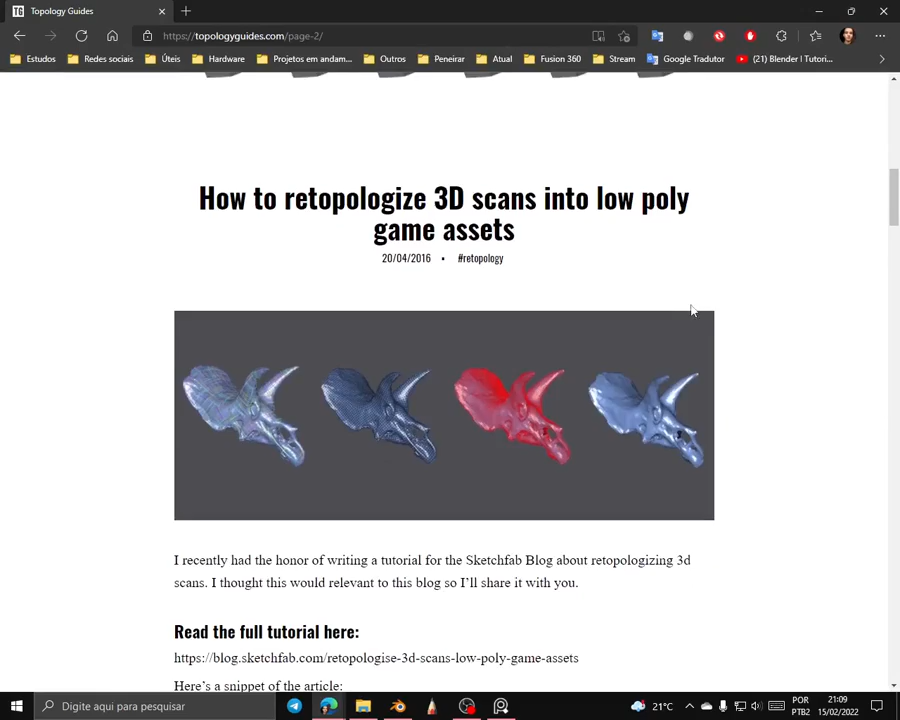 T6 Topology Guides
https://topologyguides.com/page-2/
Estudos Redes sociais Úteis Hardware Projetos em andam... Outros Peneirar Atual Fusion 360 Stream Google Tradutor (21) Blender ! Tutori...
How to retopologize 3D scans into low poly
game assets
20/04/2016 • #retopology
I recently had the honor of writing a tutorial for the Sketchfab Blog about retopologizing 3d
scans. I thought this would relevant to this blog so I'll share it with you.
Read the full tutorial here:
https://blog.sketchfab.com/retopologise-3d-scans-low-poly-game-assets
Here's a snippet of the article:
Digite aqui para pesquisar
21°C
POR
PTB2
21:09
15/02/2022